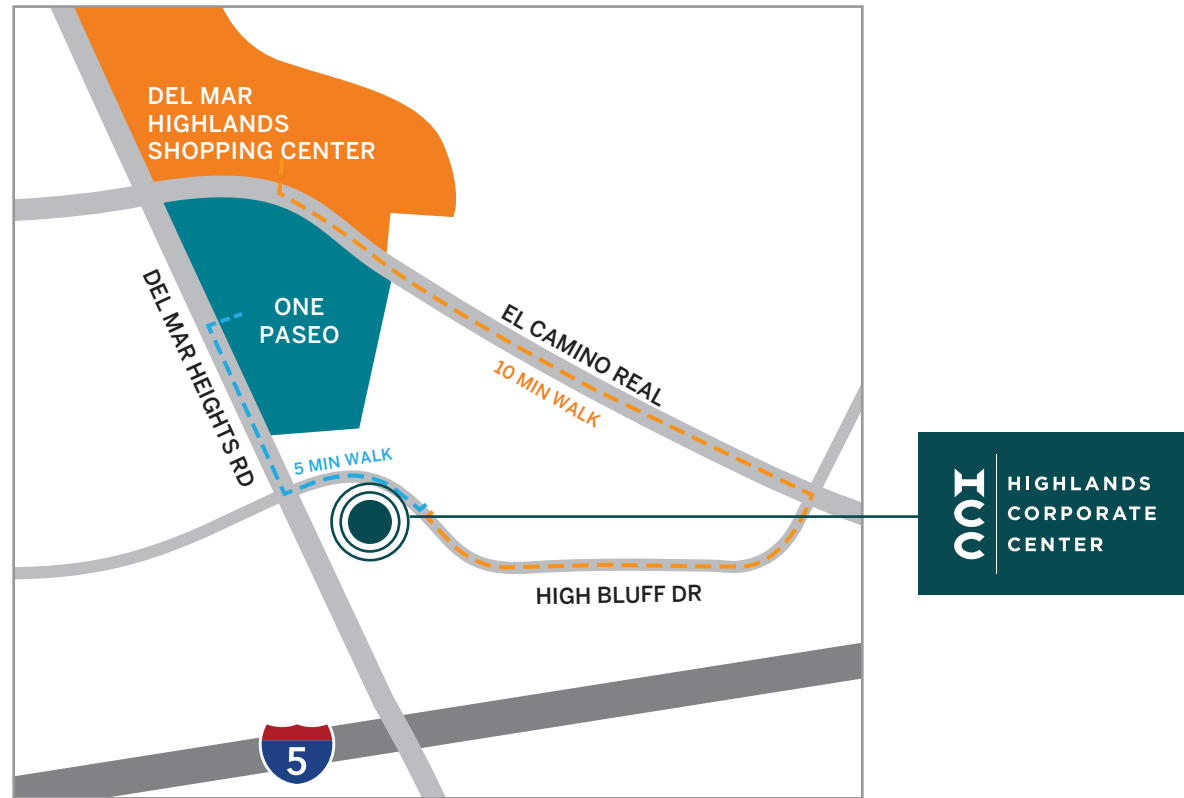 DEL MAR
HIGHLANDS
SHOPPING CENTER
ONE
PASEO
DEL MAR HEIGHTS RD
EL CAMINO REAL
10 MIN WALK
5 MIN WALK
HIGH BLUFF DR
5
HCC
HIGHLANDS
CORPORATE
CENTER